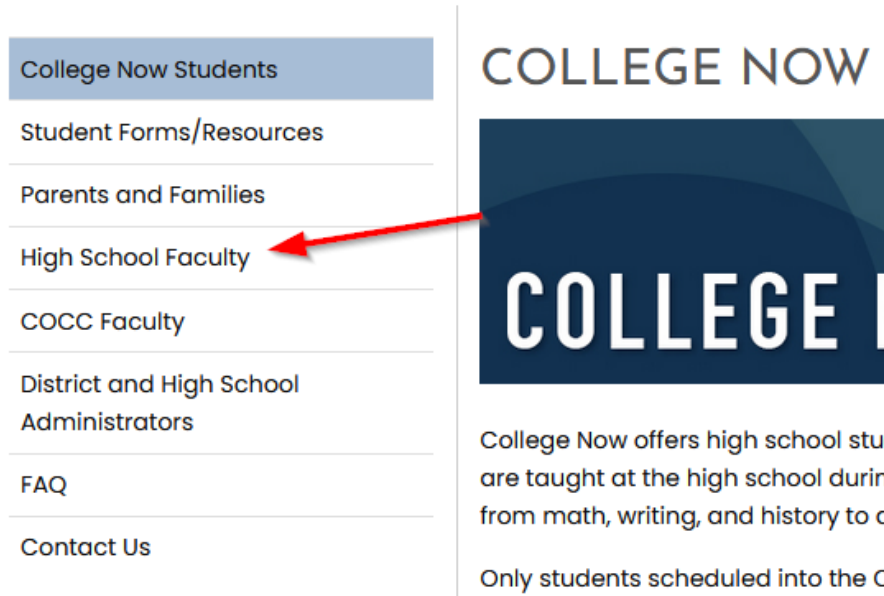 College Now Students
Student Forms/Resources
Parents and Families
High School Faculty
COCC Faculty
District and High School
Administrators
FAQ
Contact Us
COLLEGE NOW
COLLEGE
College Now offers high school
are taught at the high school
from math, writing, and history to
Only students scheduled into the